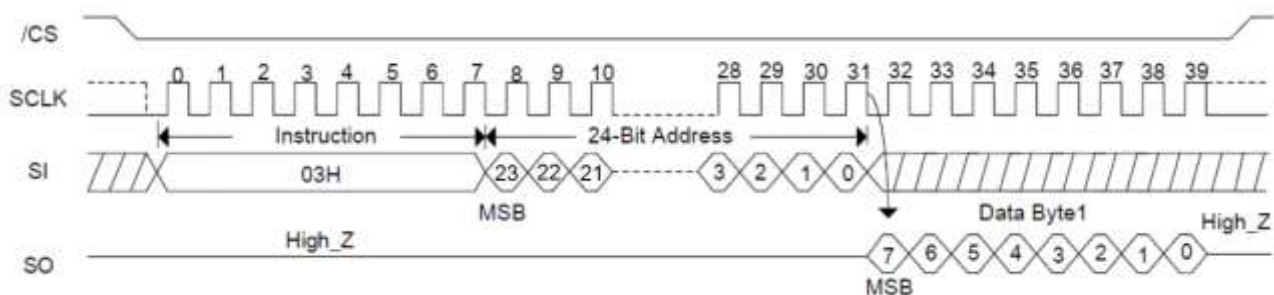 /CS
0 1 2 3 4 5 6 7 8 9 10 28 29 30 31 32 33 34 35 36 37 38 39
SCLK
Instruction 24-Bit Address
SI 03H 23 22 21 3 2 1 0
MSB Data Byte1
High_Z High_Z
SO 7 6 5 4 3 2 1 0
MSB